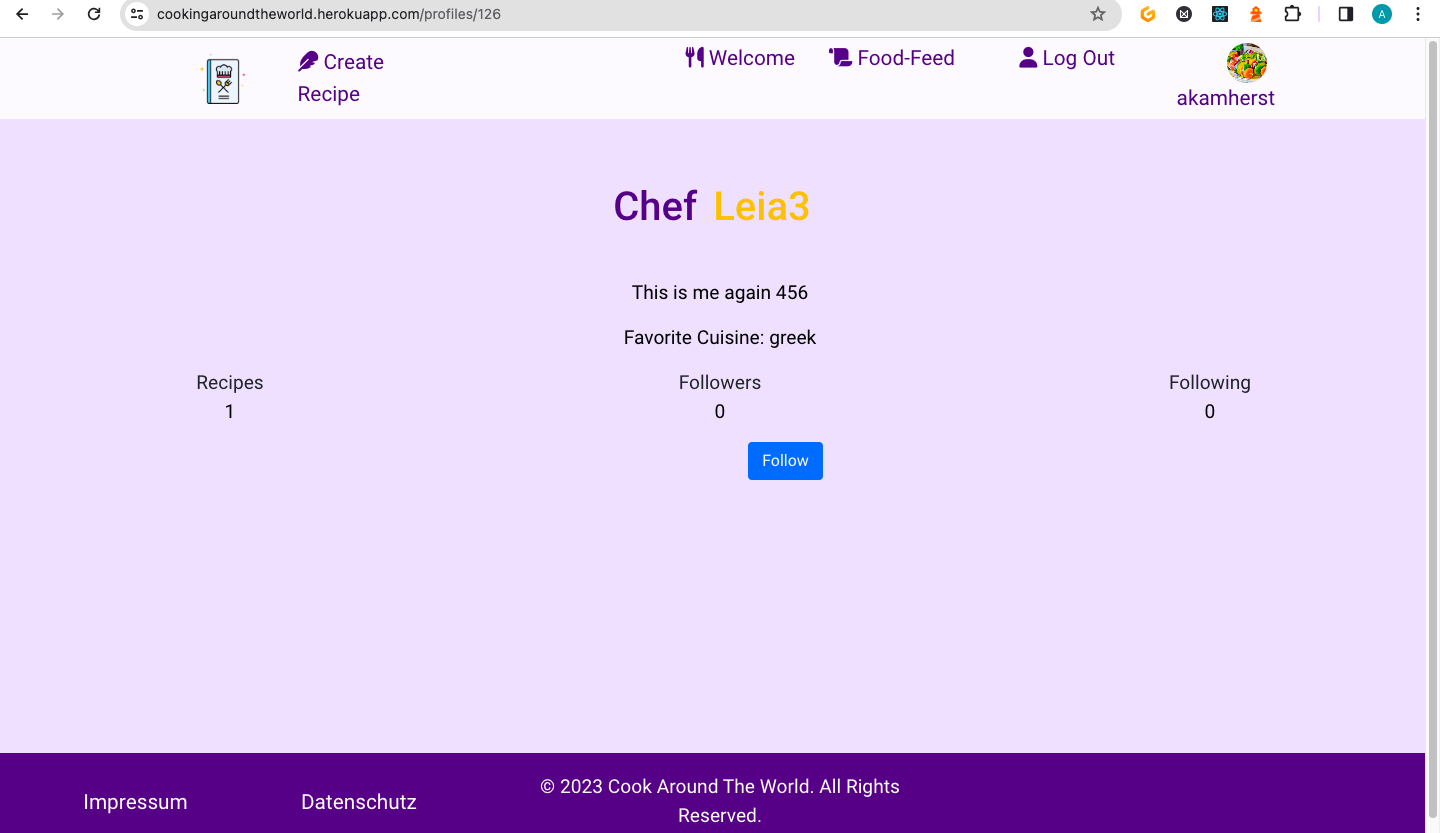 cookingaroundtheworld.herokuapp.com/profiles/126
A
Create
Recipe
Welcome
Food-Feed
Log Out
akamherst
Chef Leia3
This is me again 456
Favorite Cuisine: greek
Recipes
Followers
Following
1
0
0
Follow
Impressum
Datenschutz
© 2023 Cook Around The World. All Rights
Reserved.